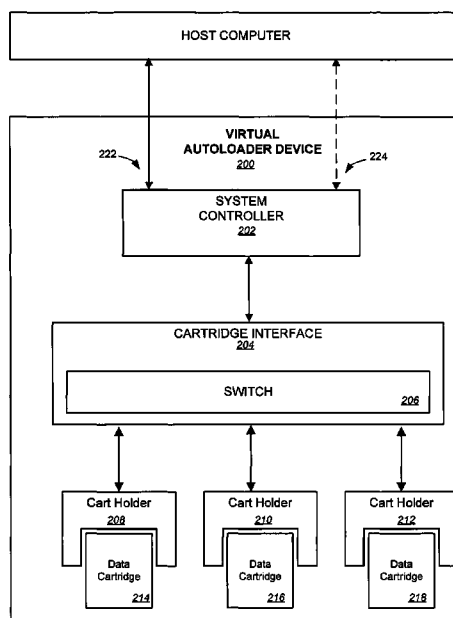 HOST COMPUTER
VIRTUAL
AUTOLOADER DEVICE
200
222
224
SYSTEM
CONTROLLER
202
CARTRIDGE INTERFACE
204
SWITCH
206
Cart Holder
208
Cart Holder
210
Cart Holder
212
Data
Cartridge
214
Data
Cartridge
216
Data
Cartridge
218